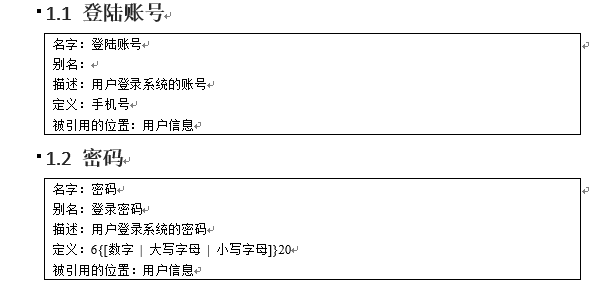 1.1 登陆账号
名字：登陆账号
别名：
描述：用户登录系统的账号
定义：手机号
被引用的位置：用户信息
1.2 密码
名字：密码
别名：登录密码
描述：用户登录系统的密码
定义：6{[数字 | 大写字母 | 小写字母]}20
被引用的位置：用户信息